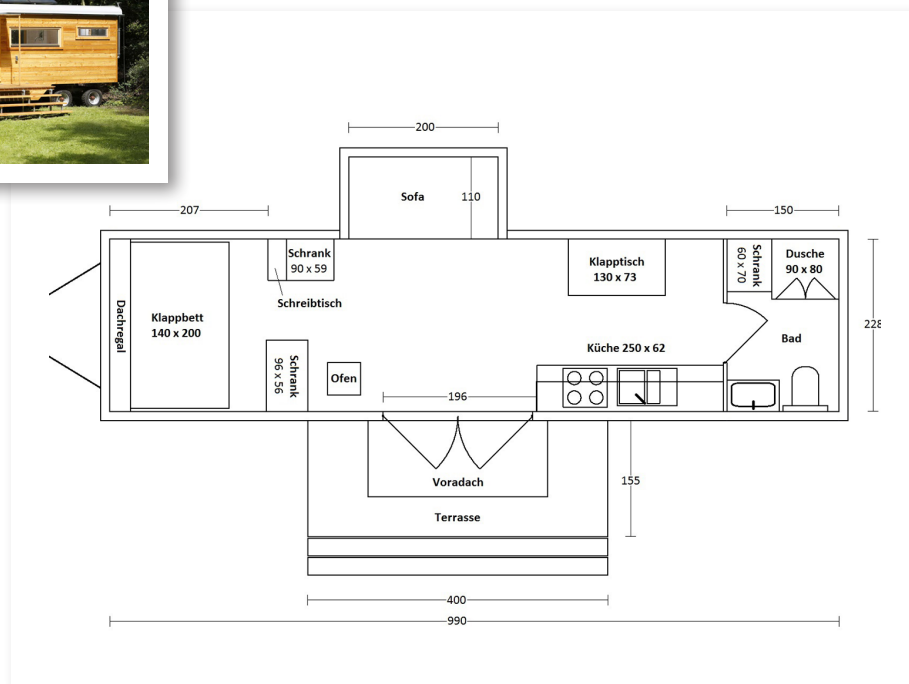 200
Sofa
110
207
150
Schrank
90 x 59
Schreibtisch
Klapptisch
130 x 73
Schrank
60 x 70
Dusche
90 x 80
Dachregal
Klappbett
140 x 200
228
Bad
Küche 250 x 62
Schrank
96 x 56
Ofen
196
Voradach
155
Terrasse
400
990